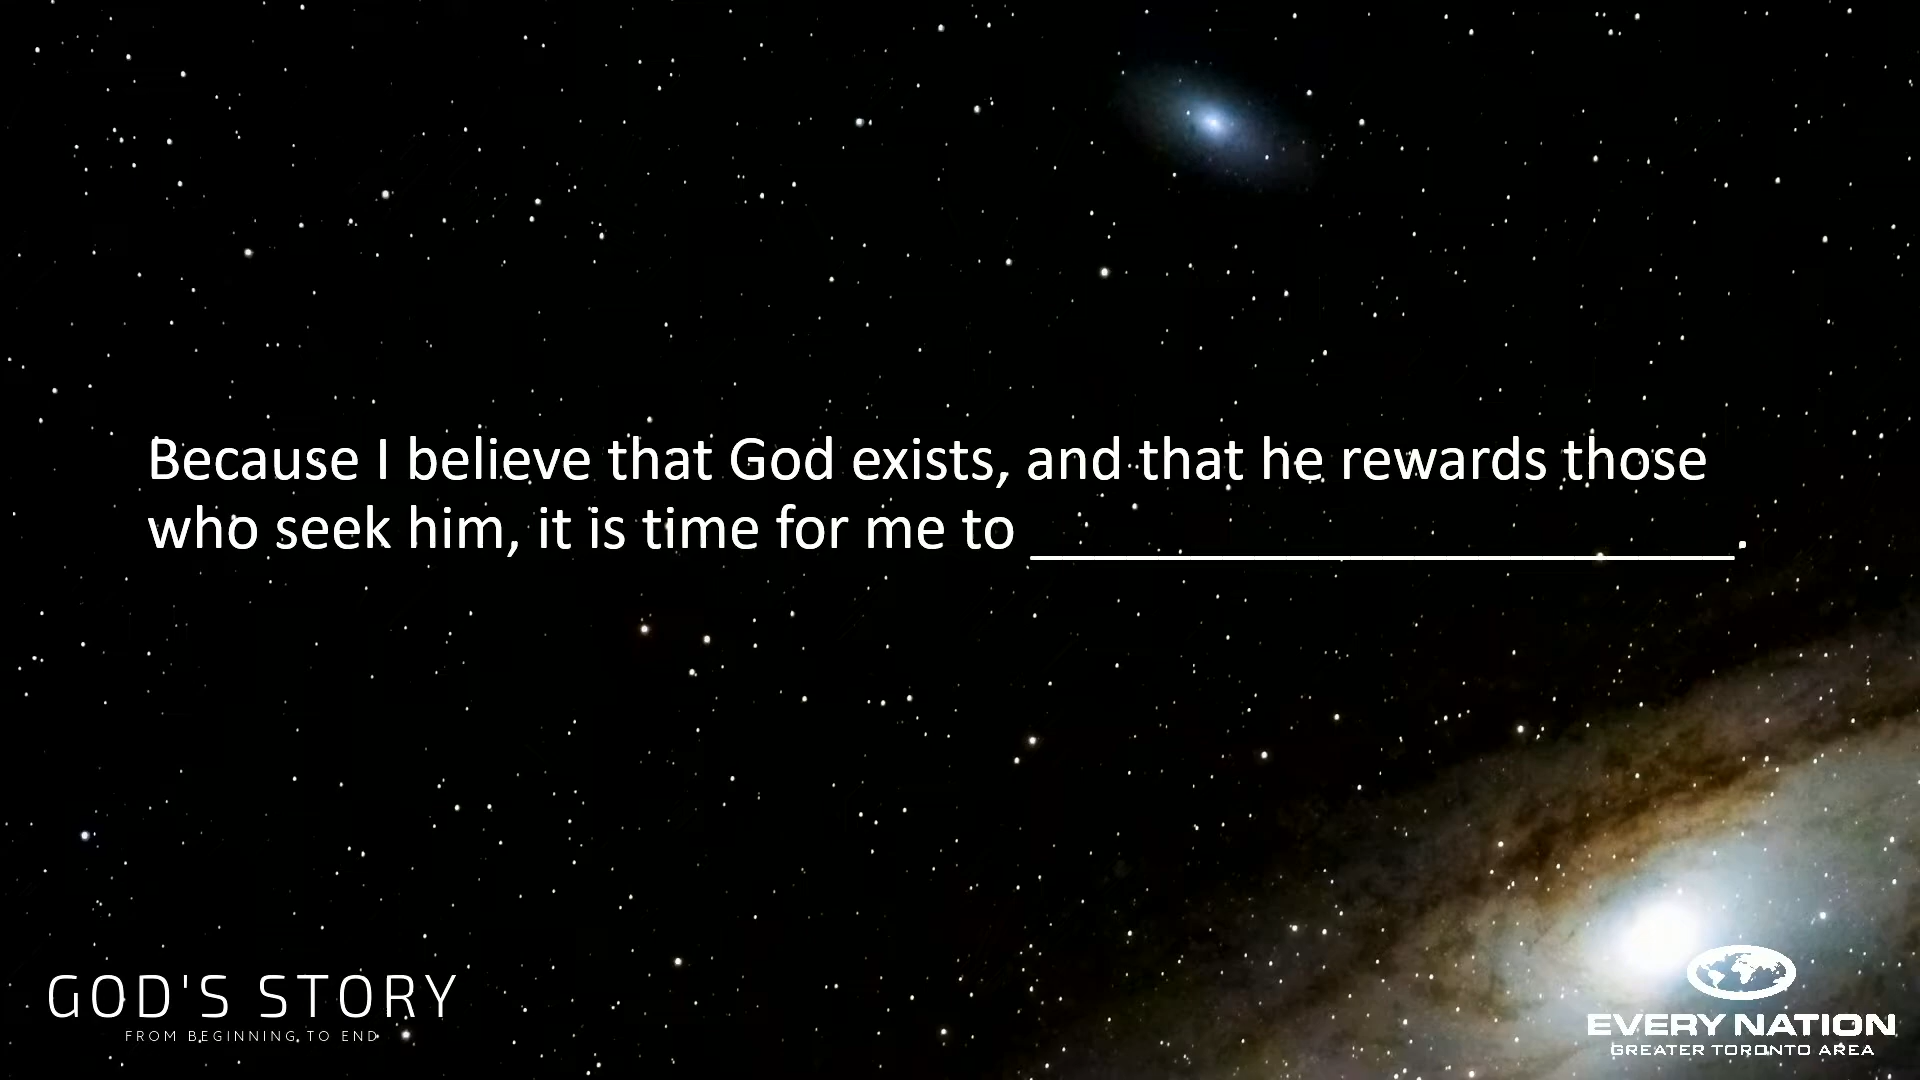 Because I believe that God exists, and that he rewards those
who seek him, it is time for me to ______________________.
GOD'S STORY
FROM BEGINNING TO END
EVERY NATION
GREATER TORONTO AREA